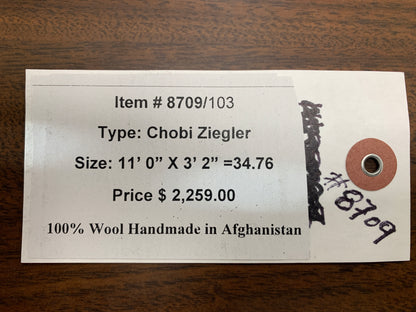 Item # 8709/103
Type: Chobi Ziegler
Size: 11’ 0” X 3’ 2” =34.76
Price $ 2,259.00
100% Wool Handmade in Afghanistan
#8709